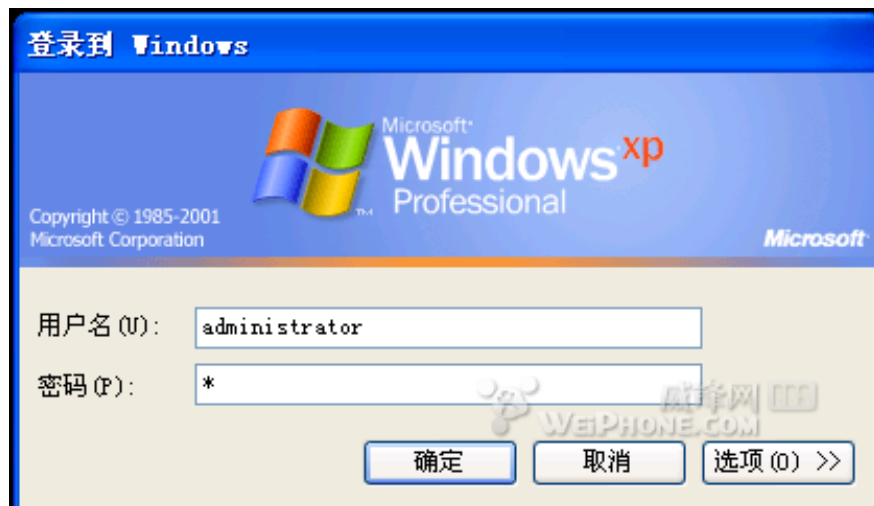 登录到 Windows
Microsoft
Windows xp
Professional
TM
Copyright © 1985-2001
Microsoft Corporation
Microsoft
用户名(U):
administrator
密码(P):
*
威锋网
WEIPHONE.COM
确定
取消
选项(O) >>